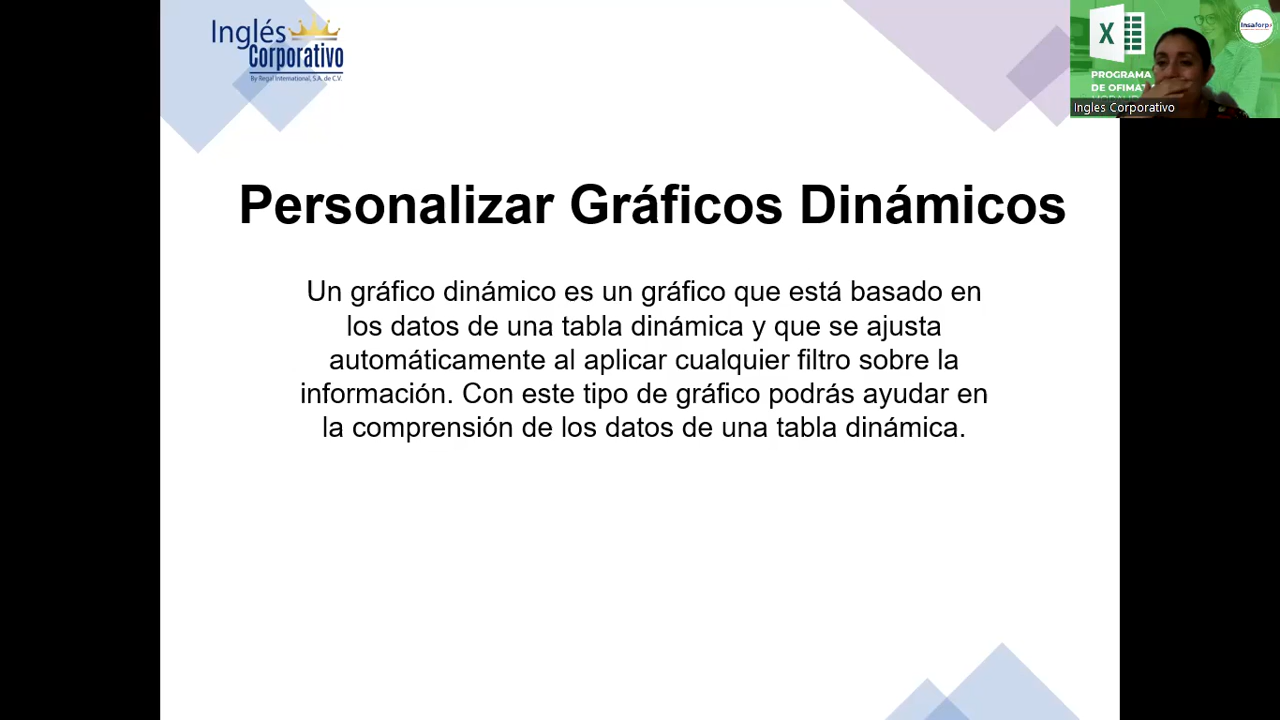 Inglés
Corporativo
By Regal International, S.A. de C.V.
PROGRAMA
Insaforp
Ingles Corporativo
Personalizar Gráficos Dinámicos
Un gráfico dinámico es un gráfico que está basado en
los datos de una tabla dinámica y que se ajusta
automáticamente al aplicar cualquier filtro sobre la
información. Con este tipo de gráfico podrás ayudar en
la comprensión de los datos de una tabla dinámica.